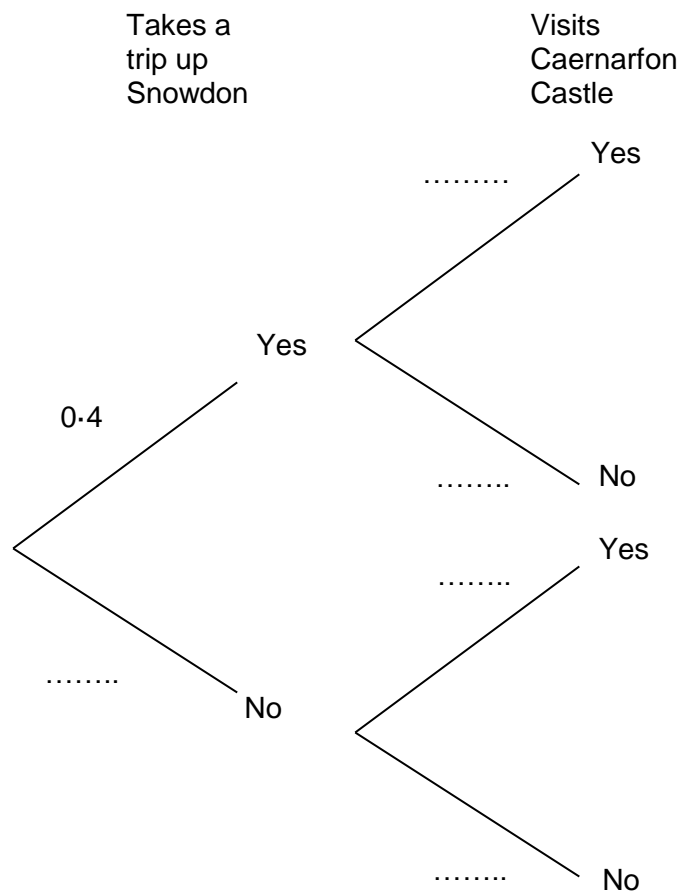 Takes a
trip up
Snowdon
Visits
Caernarfon
Castle
Yes
………
Yes
0·4
……..
No
Yes
……..
……..
No
……..
No